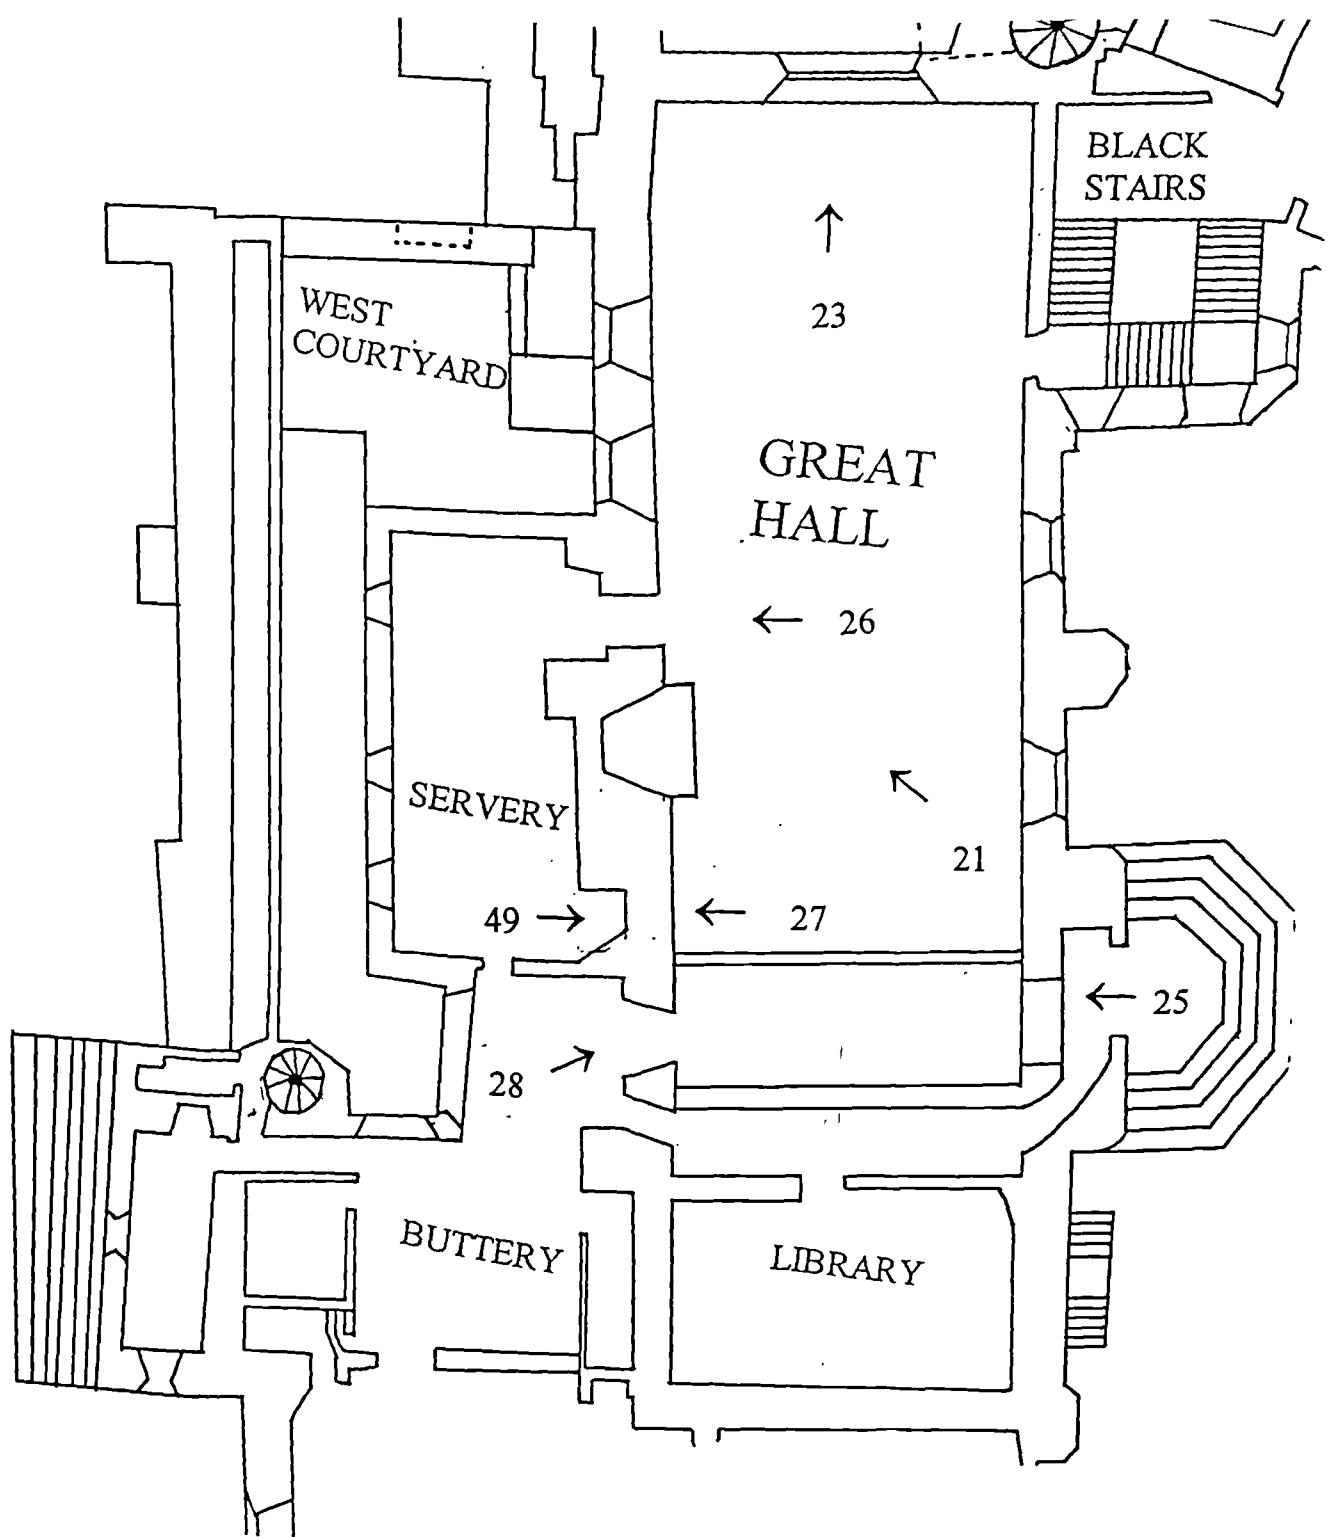 BLACK
STAIRS
WEST
COURTYARD
23
GREAT
HALL
26
SERVERY
21
49
27
25
28
BUTTERY
LIBRARY